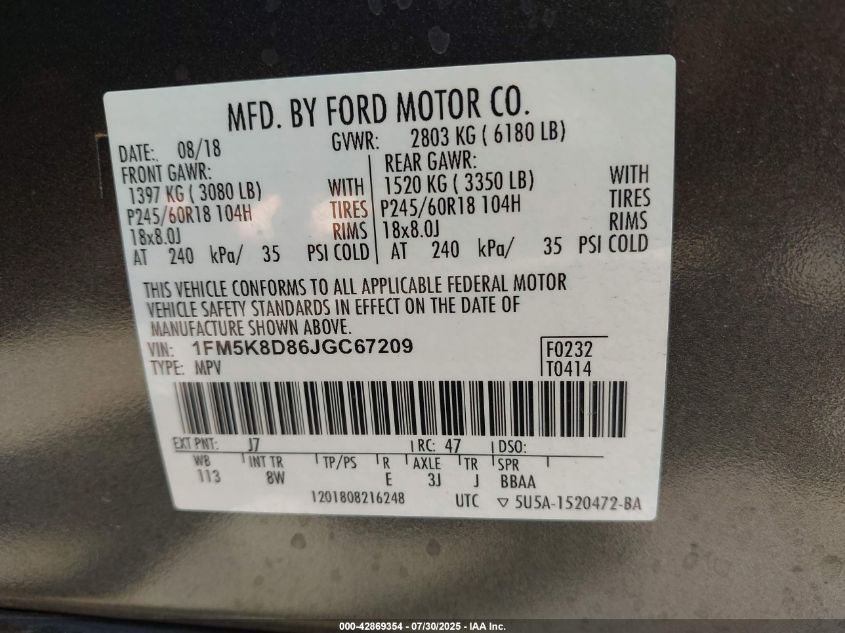 MFD. BY FORD MOTOR CO.
DATE: 08/18 GVWR: 2803 KG ( 6180 LB)
FRONT GAWR: REAR GAWR:
1397 KG ( 3080 LB) WITH 1520 KG ( 3350 LB) WITH
P245/60R18 104H TIRES P245/60R18 104H TIRES
18x8.0J RIMS 18x8.0J RIMS
AT 240 kPa/ 35 PSI COLD AT 240 kPa/ 35 PSI COLD
THIS VEHICLE CONFORMS TO ALL APPLICABLE FEDERAL MOTOR
VEHICLE SAFETY STANDARDS IN EFFECT ON THE DATE OF
MANUFACTURE SHOWN ABOVE.
VIN: 1FM5K8D86JGC67209 F0232
TYPE: MPV T0414
EXT PNT: J7 RC: 47 DSO:
WB INT TR TP/PS R AXLE TR SPR
113 8W E 3J J BBAA
1201808216248 UTC ▽ 5U5A-1520472-BA
000-42869354 - 07/30/2025 - IAA Inc.